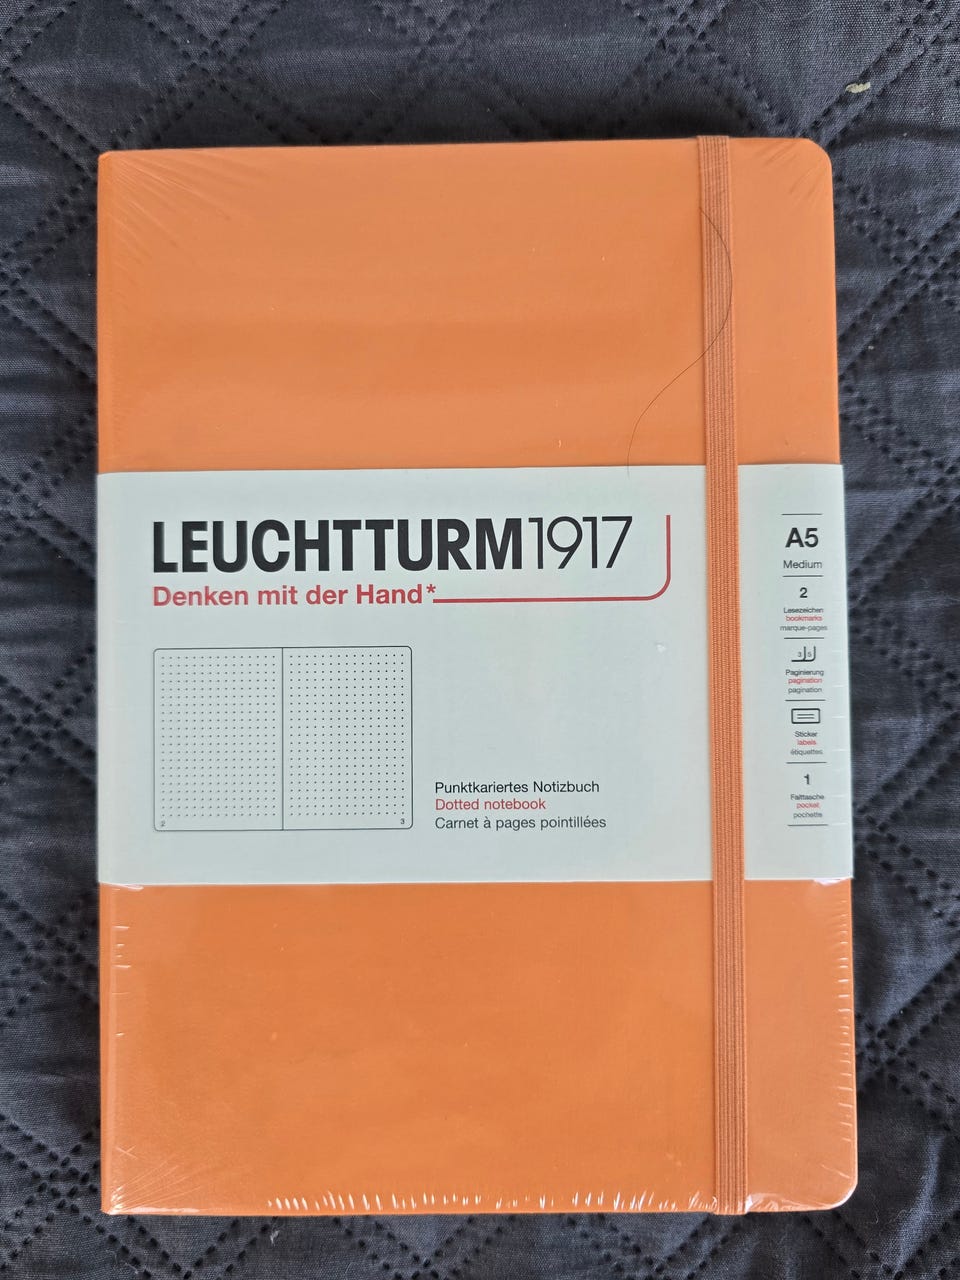 LEUCHTTURM1917
Denken mit der Hand*
2
3
Punktkariertes Notizbuch
Dotted notebook
Carnet à pages pointillées
A5
Medium
2
Lesezeichen
bookmarks
marque-pages
3 5
Paginierung
pagination
pagination
Sticker
labels
étiquettes
1
Falttasche
pocket
pochette